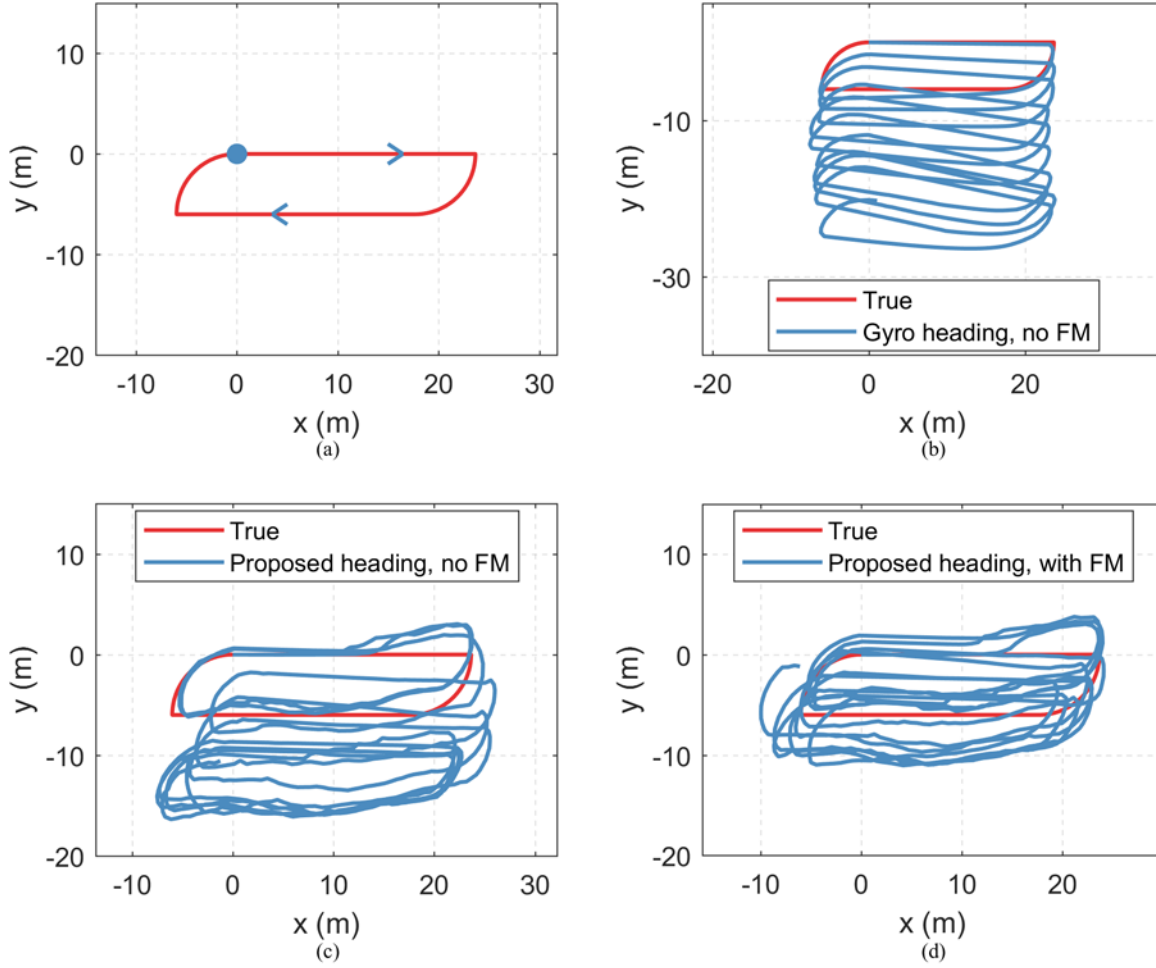 10
0
-10
-20
y (m)
-10
0
10
20
30
x (m)
(a)
-10
-30
y (m)
True
Gyro heading, no FM
-20
0
20
x (m)
(b)
True
Proposed heading, no FM
10
0
-10
-20
y (m)
-10
0
10
20
30
x (m)
(c)
True
Proposed heading, with FM
10
0
-10
-20
y (m)
-10
0
10
20
x (m)
(d)